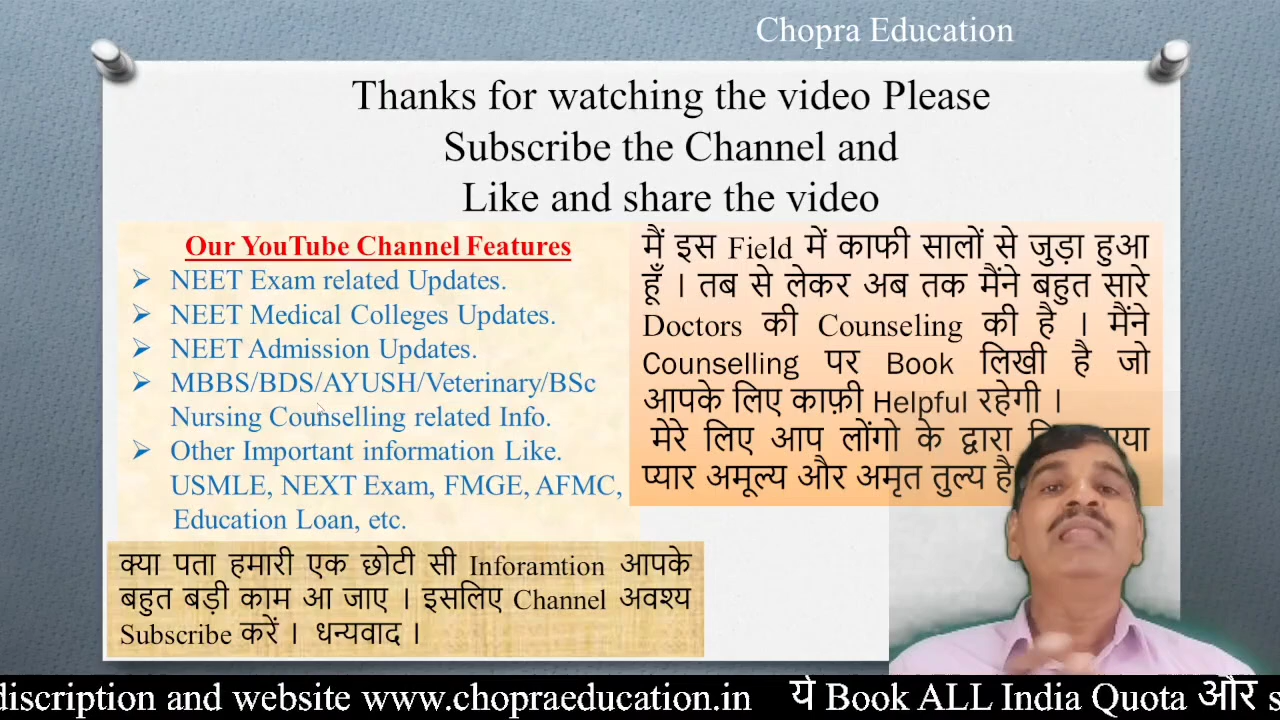 Chopra Education
Thanks for watching the video Please
Subscribe the Channel and
Like and share the video
Our YouTube Channel Features
NEET Exam related Updates.
NEET Medical Colleges Updates.
NEET Admission Updates.
MBBS/BDS/AYUSH/Veterinary/BSc
Nursing Counselling related Info.
Other Important information Like.
USMLE, NEXT Exam, FMGE, AFMC,
Education Loan, etc.
मैं इस Field में काफी सालों से जुड़ा हुआ
हूँ । तब से लेकर अब तक मैंने बहुत सारे
Doctors की Counseling की है । मैंने
Counselling पर Book लिखी है जो
आपके लिए काफ़ी Helpful रहेगी ।
मेरे लिए आप लोंगो के द्वारा
प्यार अमूल्य और अमृत तुल्य है
क्या पता हमारी एक छोटी सी Inforamtion आपके
बहुत बड़ी काम आ जाए । इसलिए Channel अवश्य
Subscribe करें । धन्यवाद ।
discription and website www.chopraeducation.in ये Book ALL India Quota और s